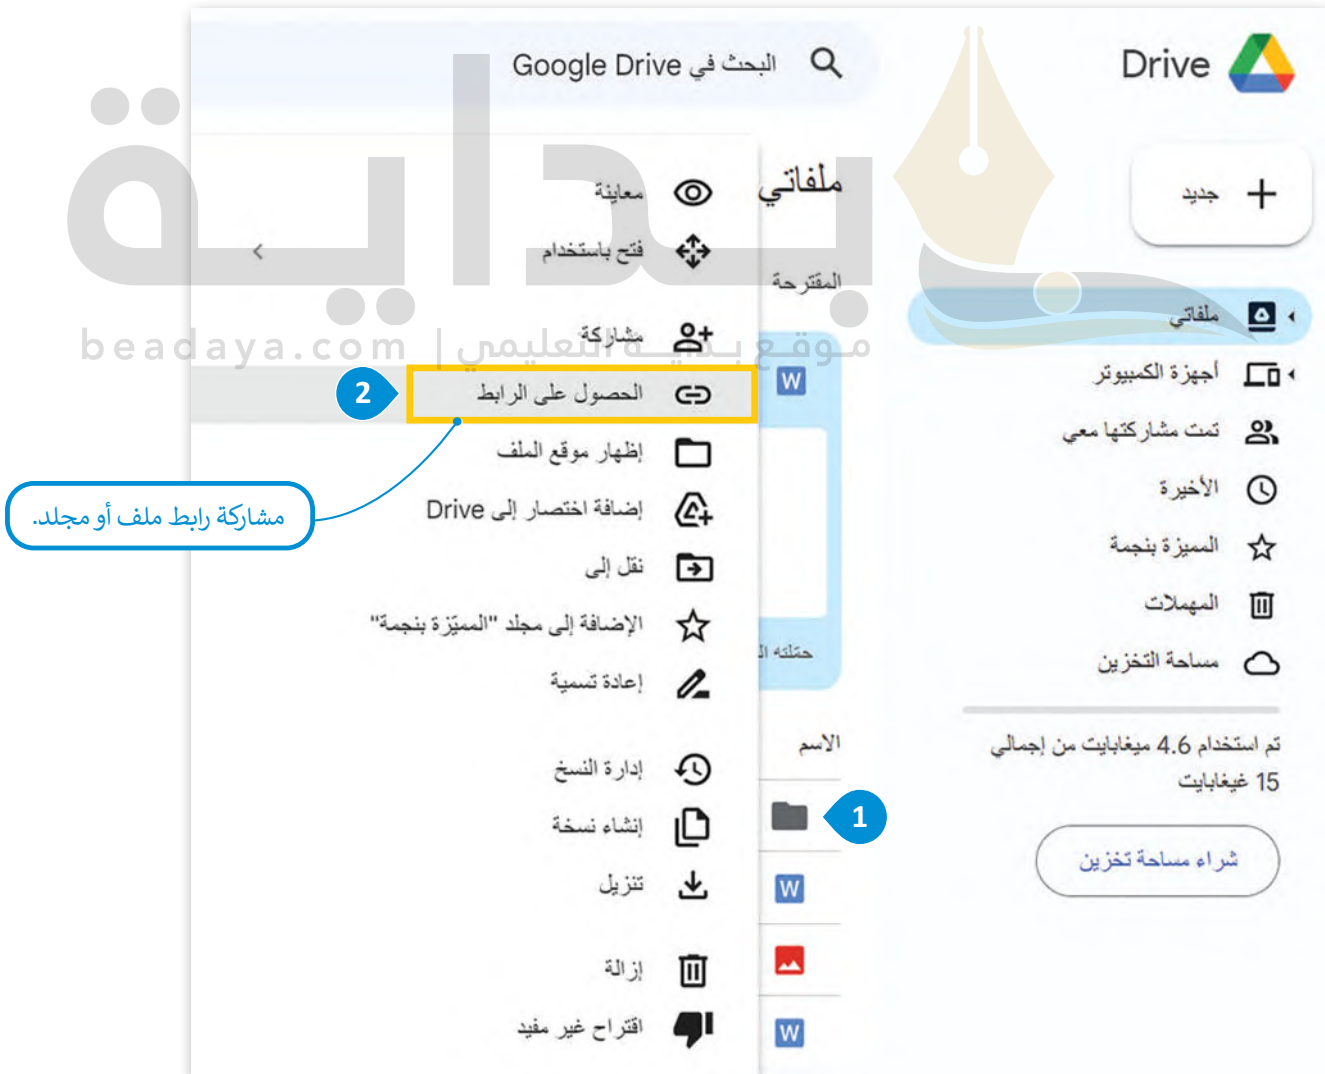 Drive
البحث في Google Drive
جديد
ملفاتي
أجهزة الكمبيوتر
تمت مشاركتها معي
الأخيرة
المميزة بنجمة
المهملات
مساحة التخزين
تم استخدام 4.6 ميغابايت من إجمالي
15 غيغابايت
شراء مساحة تخزين
ملفاتي
المقترحة
W
حمّلته ال
الاسم
1
W
W
معاينة
فتح باستخدام
مشاركة
الحصول على الرابط
2
إظهار موقع الملف
إضافة اختصار إلى Drive
نقل إلى
الإضافة إلى مجلد "المميّزة بنجمة"
إعادة تسمية
إدارة النسخ
إنشاء نسخة
تنزيل
إزالة
اقتراح غير مفيد
مشاركة رابط ملف أو مجلد.
بداية
موقع بداية التعليمي | beadaya.com